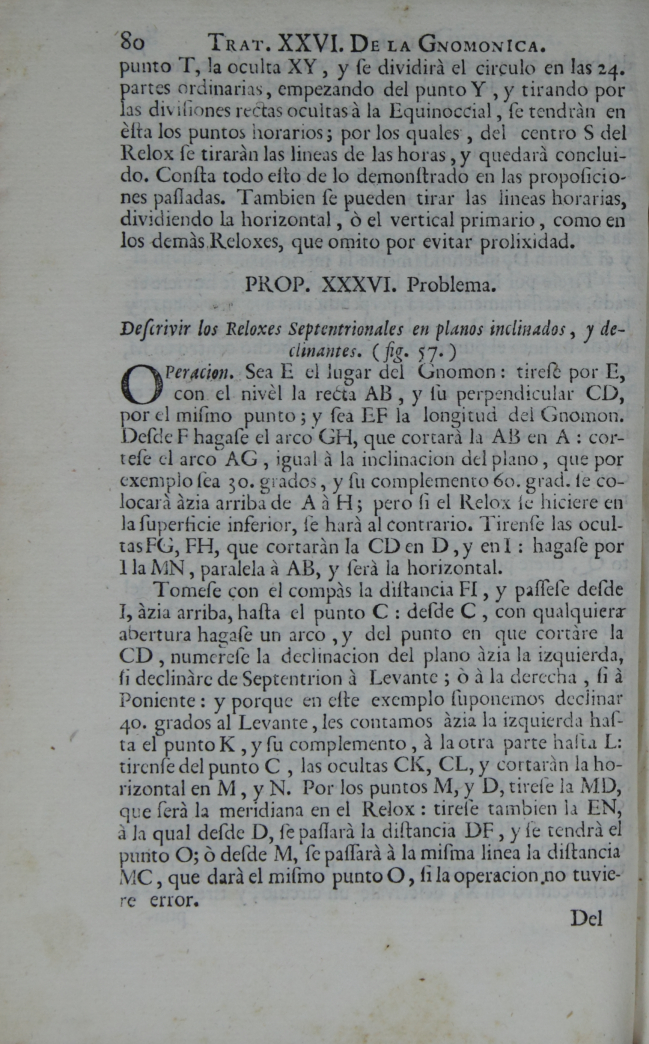 80 TRAT. XXVI. DE LA GNOMONICA.
punto T, la oculta XY, y ſe dividirà el circulo en las 24.
partes ordinarias, empezando del punto Y, y tirando por
las diviſiones rectas ocultas à la Equinoccial, ſe tendràn en
èſta los puntos horarios; por los quales, del centro S del
Relox ſe tiraràn las lineas de las horas, y quedarà conclui-
do. Conſta todo eſto de lo demonſtrado en las propoſicio-
nes paſſadas. Tambien ſe pueden tirar las lineas horarias,
dividiendo la horizontal, ò el vertical primario, como en
los demàs Reloxes, que omito por evitar prolixidad.
PROP. XXXVI. Problema.
Deſcrivir los Reloxes Septentrionales en planos inclinados, y de-
clinantes. (fig. 57.)
OPeracion. Sea E el lugar del Gnomon: tireſe por E,
con el nivèl la recta AB, y ſu perpendicular CD,
por el miſmo punto; y ſea EF la longitud del Gnomon.
Deſde F hagaſe el arco GH, que cortarà la AB en A: cor-
teſe el arco AG, igual à la inclinacion del plano, que por
exemplo ſea 30. grados, y ſu complemento 60. grad. ſe co-
locarà àzia arriba de A à H; pero ſi el Relox ſe hiciere en
la ſuperficie inferior, ſe harà al contrario. Tirenſe las ocul-
tas FG, FH, que cortaràn la CD en D, y en I: hagaſe por
I la MN, paralela à AB, y ſerà la horizontal.
Tomeſe con el compàs la diſtancia FI, y paſſeſe deſde
I, àzia arriba, haſta el punto C: deſde C, con qualquiera
abertura hagaſe un arco, y del punto en que cortàre la
CD, numereſe la declinacion del plano àzia la izquierda,
ſi declinàre de Septentrion à Levante; ò à la derecha, ſi à
Poniente: y porque en eſte exemplo ſuponemos declinar
40. grados al Levante, les contamos àzia la izquierda haſ-
ta el punto K, y ſu complemento, à la otra parte haſta L:
tirenſe del punto C, las ocultas CK, CL, y cortaràn la ho-
rizontal en M, y N. Por los puntos M, y D, tireſe la MD,
que ſerà la meridiana en el Relox: tireſe tambien la EN,
à la qual deſde D, ſe paſſarà la diſtancia DF, y ſe tendrà el
punto O; ò deſde M, ſe paſſarà à la miſma linea la diſtancia
MC, que darà el miſmo punto O, ſi la operacion no tuvie-
re error.
Del